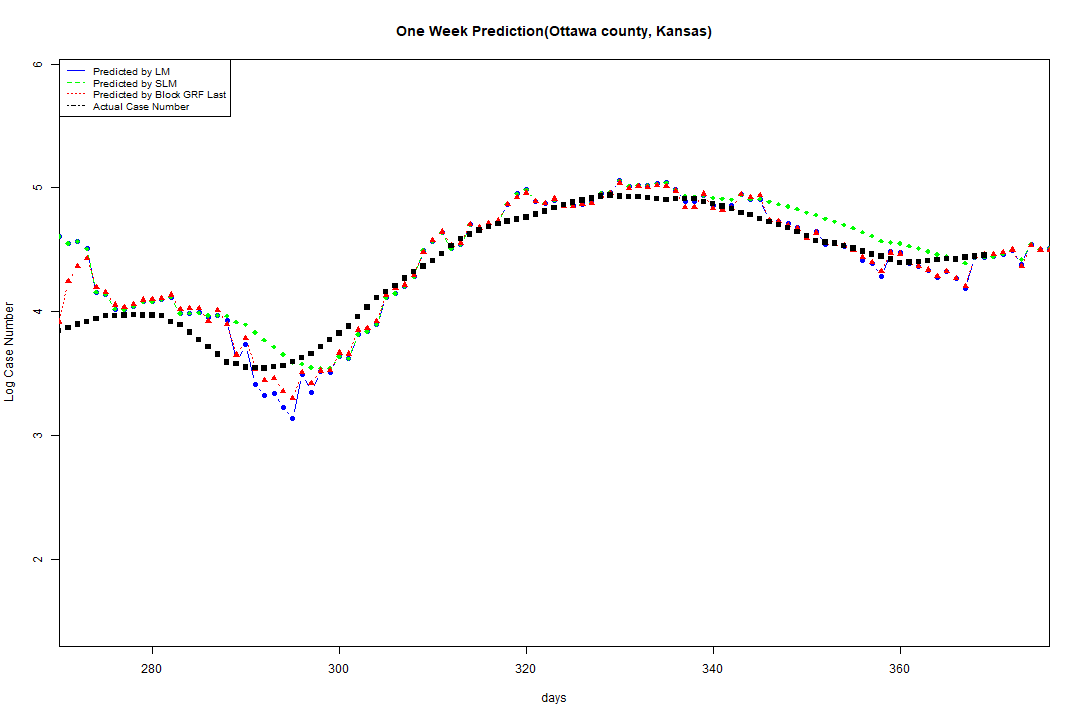 One Week Prediction(Ottawa county, Kansas)
Predicted by LM
Predicted by SLM
Predicted by Block GRF Last
Actual Case Number
Log Case Number
6
5
4
3
2
280 300 320 340 360
days